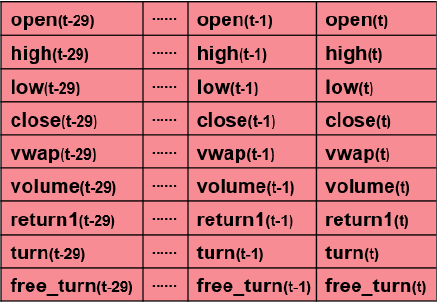 open(t-29) ...... open(t-1) open(t)
high(t-29) ...... high(t-1) high(t)
low(t-29) ...... low(t-1) low(t)
close(t-29) ...... close(t-1) close(t)
vwap(t-29) ...... vwap(t-1) vwap(t)
volume(t-29) ...... volume(t-1) volume(t)
return1(t-29) ...... return1(t-1) return1(t)
turn(t-29) ...... turn(t-1) turn(t)
free_turn(t-29) ...... free_turn(t-1) free_turn(t)